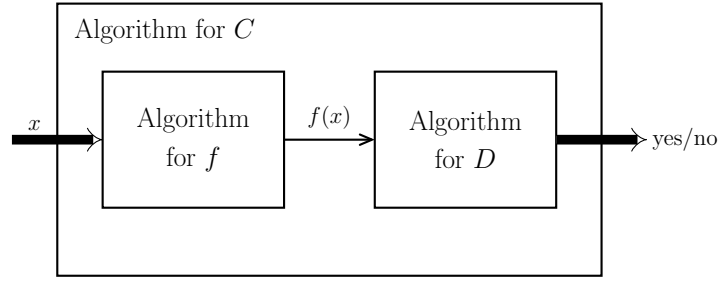 Algorithm for C
x
Algorithm
for f
f(x)
Algorithm
for D
yes/no